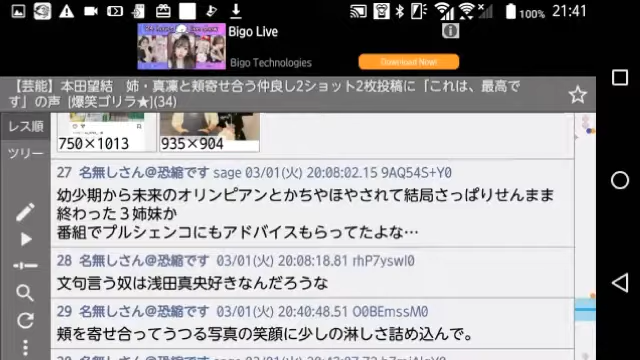 100% 21:41
Bigo Live
Bigo Technologies
Download Now!
【芸能】本田望結　姉・真凜と頬寄せ合う仲良し2ショット2枚投稿に「これは、最高で
す」の声 [爆笑ゴリラ★](34)
レス順
ツリー
750×1013
935×904
27 名無しさん@恐縮です sage 03/01(火) 20:08:02.15 9AQ54S+Y0
幼少期から未来のオリンピアンとかちやほやされて結局さっぱりせんまま
終わった３姉妹か
番組でプルシェンコにもアドバイスもらってたよな…
28 名無しさん@恐縮です 03/01(火) 20:08:18.81 rhP7yswl0
文句言う奴は浅田真央好きなんだろうな
29 名無しさん@恐縮です 03/01(火) 20:40:48.51 O0BEmssM0
頬を寄せ合ってうつる写真の笑顔に少しの淋しさ詰め込んで。